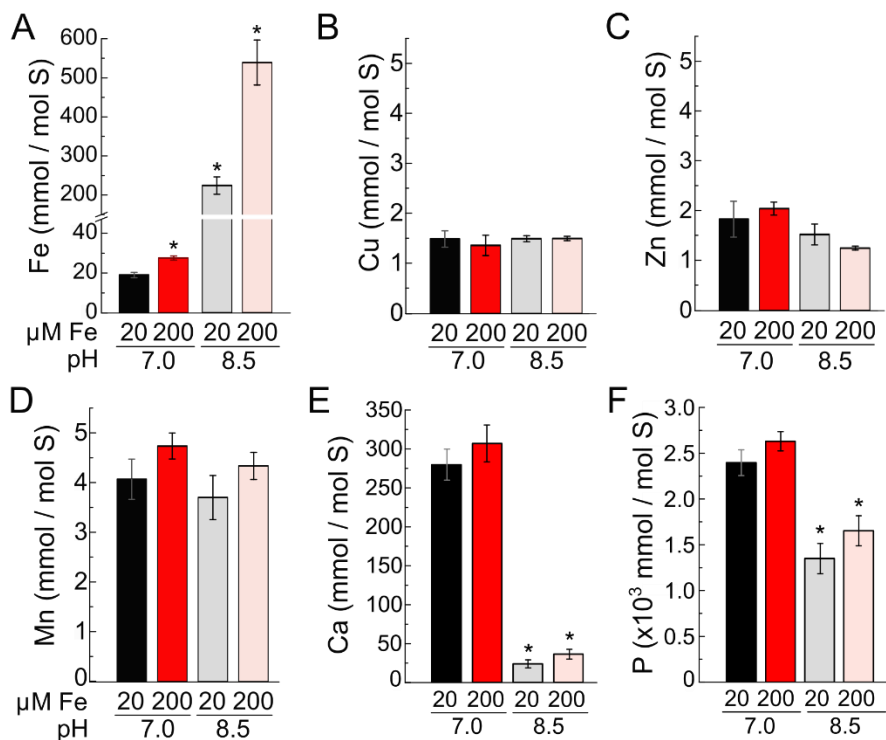 A
Fe (mmol / mol S)
600
500
400
300
200
40
20
0
*
*
*
µM Fe
20 200 20 200
pH
7.0 8.5
B
Cu (mmol / mol S)
5
4
3
2
1
0
20 200 20 200
7.0 8.5
C
Zn (mmol / mol S)
5
4
3
2
1
0
20 200 20 200
7.0 8.5
D
Mn (mmol / mol S)
5
4
3
2
1
0
µM Fe
20 200 20 200
pH
7.0 8.5
E
Ca (mmol / mol S)
350
300
250
200
150
100
50
0
* *
20 200 20 200
7.0 8.5
F
P (x10³ mmol / mol S)
3.0
2.5
2.0
1.5
1.0
0.5
0
* *
20 200 20 200
7.0 8.5